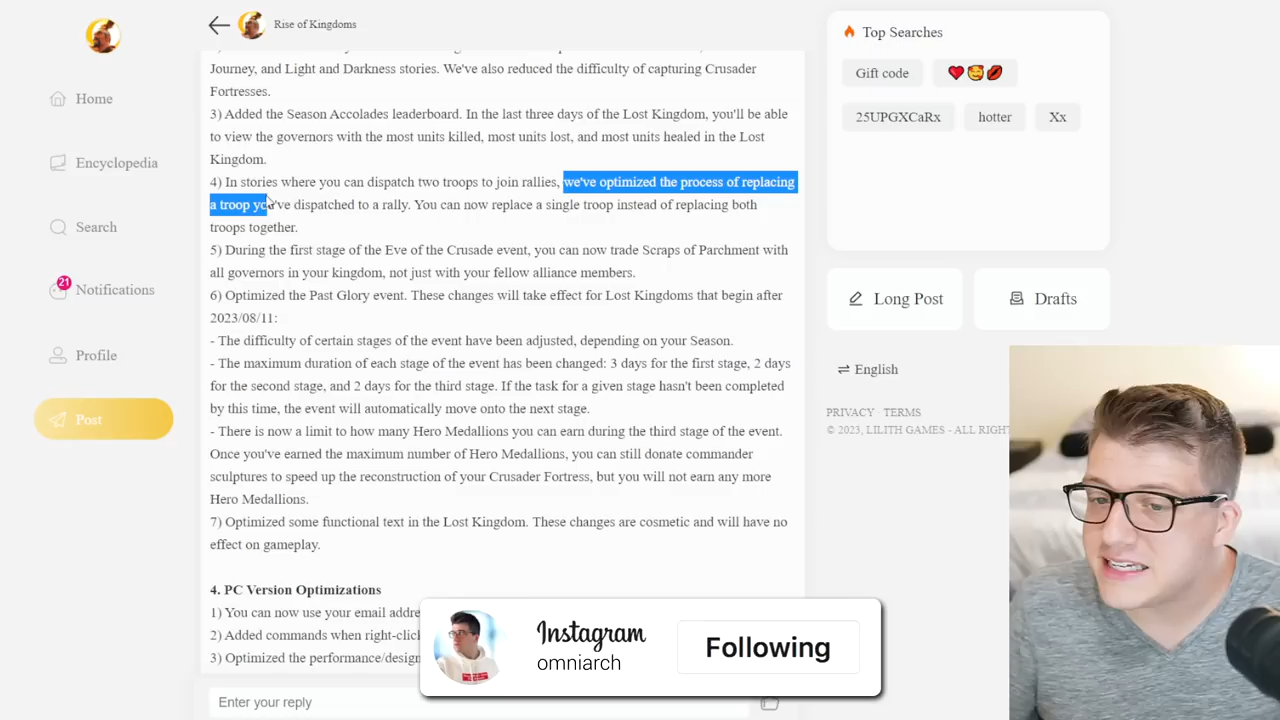 Rise of Kingdoms
Journey, and Light and Darkness stories. We've also reduced the difficulty of capturing Crusader
Fortresses.
3) Added the Season Accolades leaderboard. In the last three days of the Lost Kingdom, you'll be able
to view the governors with the most units killed, most units lost, and most units healed in the Lost
Kingdom.
4) In stories where you can dispatch two troops to join rallies, we've optimized the process of replacing
a troop you've dispatched to a rally. You can now replace a single troop instead of replacing both
troops together.
5) During the first stage of the Eve of the Crusade event, you can now trade Scraps of Parchment with
all governors in your kingdom, not just with your fellow alliance members.
6) Optimized the Past Glory event. These changes will take effect for Lost Kingdoms that begin after
2023/08/11:
- The difficulty of certain stages of the event have been adjusted, depending on your Season.
- The maximum duration of each stage of the event has been changed: 3 days for the first stage, 2 days
for the second stage, and 2 days for the third stage. If the task for a given stage hasn't been completed
by this time, the event will automatically move onto the next stage.
- There is now a limit to how many Hero Medallions you can earn during the third stage of the event.
Once you've earned the maximum number of Hero Medallions, you can still donate commander
sculptures to speed up the reconstruction of your Crusader Fortress, but you will not earn any more
Hero Medallions.
7) Optimized some functional text in the Lost Kingdom. These changes are cosmetic and will have no
effect on gameplay.
4. PC Version Optimizations
1) You can now use your email addre
2) Added commands when right-click
3) Optimized the performance/design
Enter your reply
Home
Encyclopedia
Search
21
Notifications
Profile
Post
Top Searches
Gift code
25UPGXCaRx
hotter
Xx
Long Post
Drafts
English
PRIVACY · TERMS
© 2023, LILITH GAMES - ALL RIGH
Instagram
omniarch
Following